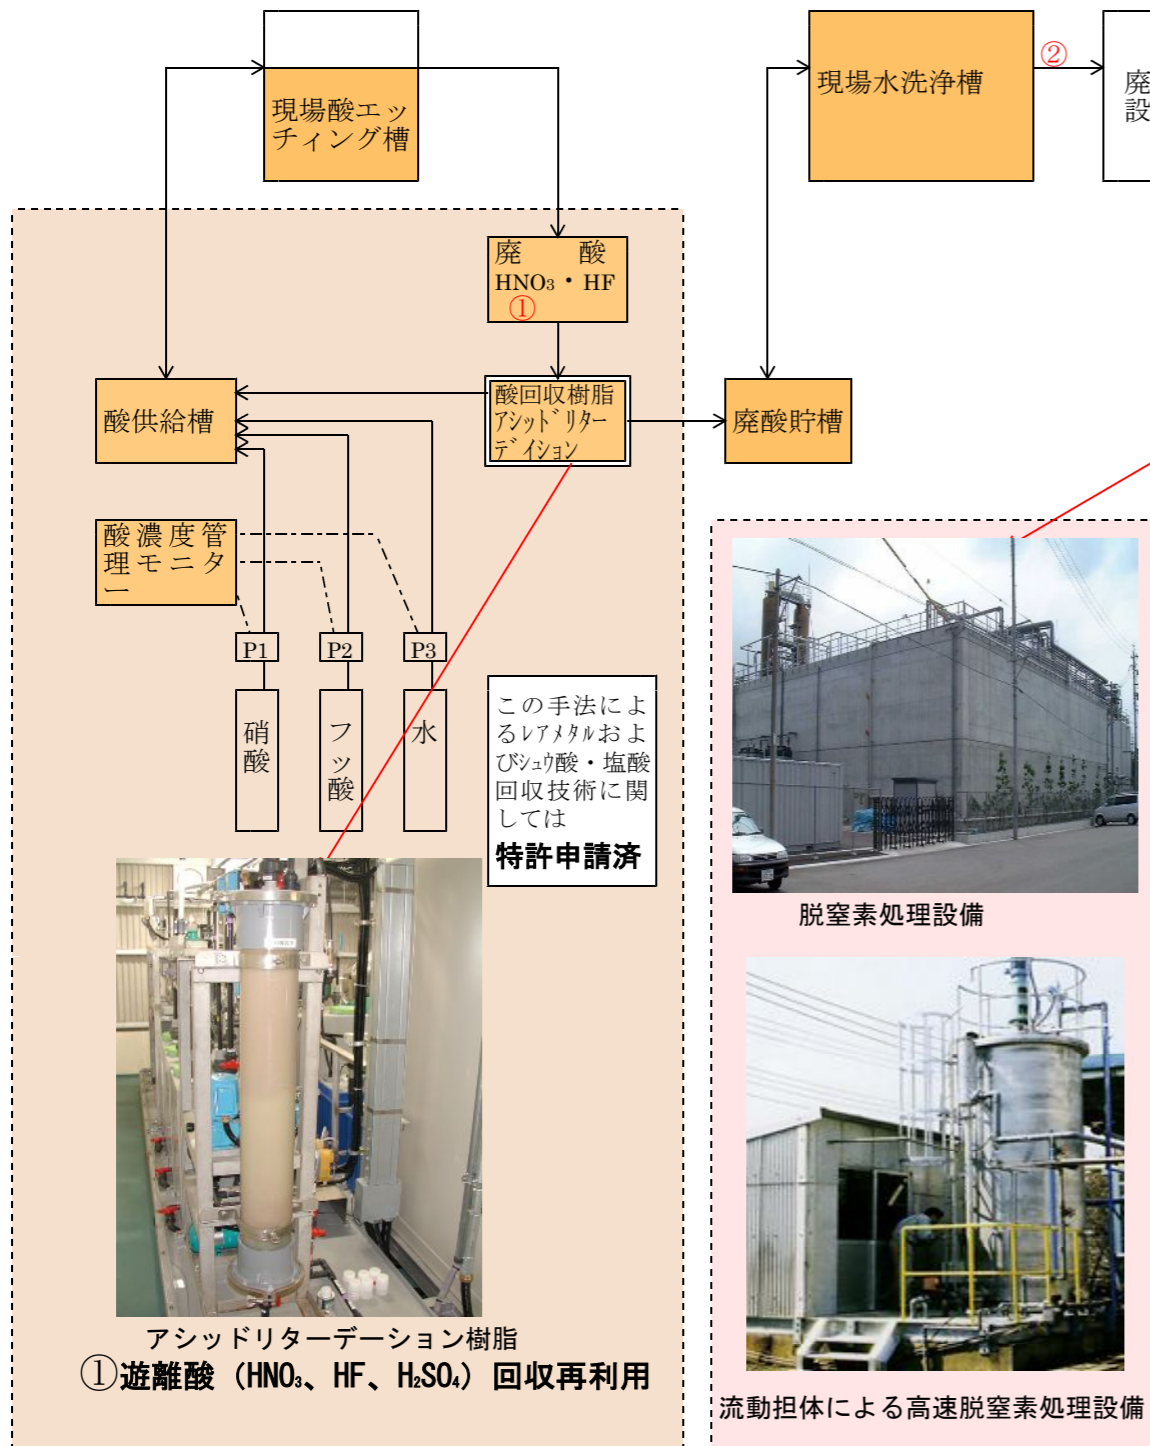 現場酸エッ
チィング槽
現場水洗浄槽
②
廃
設
廃 酸
HNO₃・HF
①
酸供給槽
酸回収樹脂
ｱｼｯﾄﾞﾘﾀｰ
ﾃﾞｲｼｮﾝ
廃酸貯槽
酸濃度管
理モニタ
ー
P1
P2
P3
硝酸
フッ酸
水
この手法によ
るﾚｱﾒﾀﾙおよ
びｼｭｳ酸・塩酸
回収技術に関
しては
特許申請済
脱窒素処理設備
アシッドリターデーション樹脂
①遊離酸（HNO₃、HF、H₂SO₄）回収再利用
流動担体による高速脱窒素処理設備